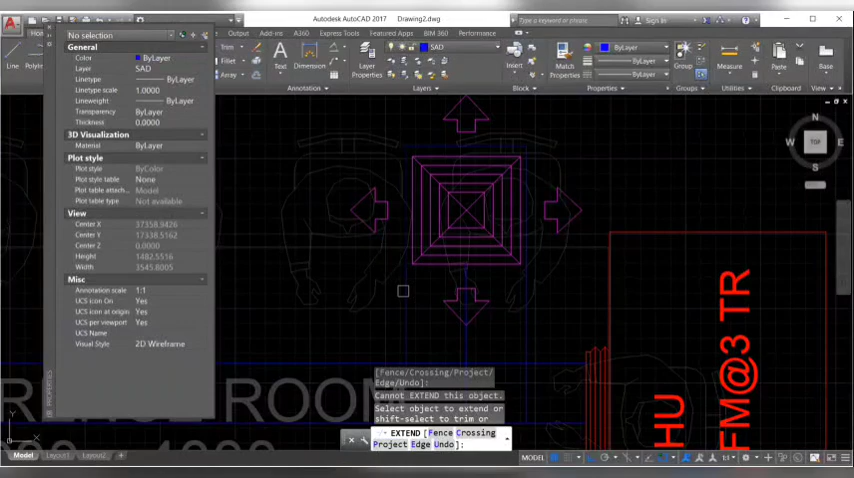 Autodesk AutoCAD 2017 Drawing2.dwg
Type a keyword or phrase
Sign In
Output
Add-ins
A360
Express Tools
Featured Apps
BIM 360
Performance
Line
Trim
Fillet
Array
Text
Dimension
Layer
Properties
SAD
Insert
Match
Properties
ByLayer
ByLayer
ByLayer
Group
Measure
Paste
Base
Annotation
Layers
Block
Properties
Groups
Utilities
Clipboard
View
No selection
General
Color ByLayer
Layer SAD
Linetype ByLayer
Linetype scale 1.0000
Lineweight ByLayer
Transparency ByLayer
Thickness 0.0000
3D Visualization
Material ByLayer
Plot style
Plot style ByColor
Plot style table None
Plot table attach... Model
Plot table type Not available
View
Center X 37358.9426
Center Y 17338.5162
Center Z 0.0000
Height 1482.5516
Width 3545.8005
Misc
Annotation scale 1:1
UCS icon On Yes
UCS icon at origin Yes
UCS per viewport Yes
UCS Name
Visual Style 2D Wireframe
PROPERTIES
N
W TOP E
S
HU
FM@3 TR
ROOM
[Fence/Crossing/Project/
Edge/Undo]:
Cannot EXTEND this object.
Select object to extend or
shift-select to trim or
EXTEND [Fence Crossing
Project Edge Undo]:
Y
X
Model Layout1 Layout2 +
MODEL
1:1